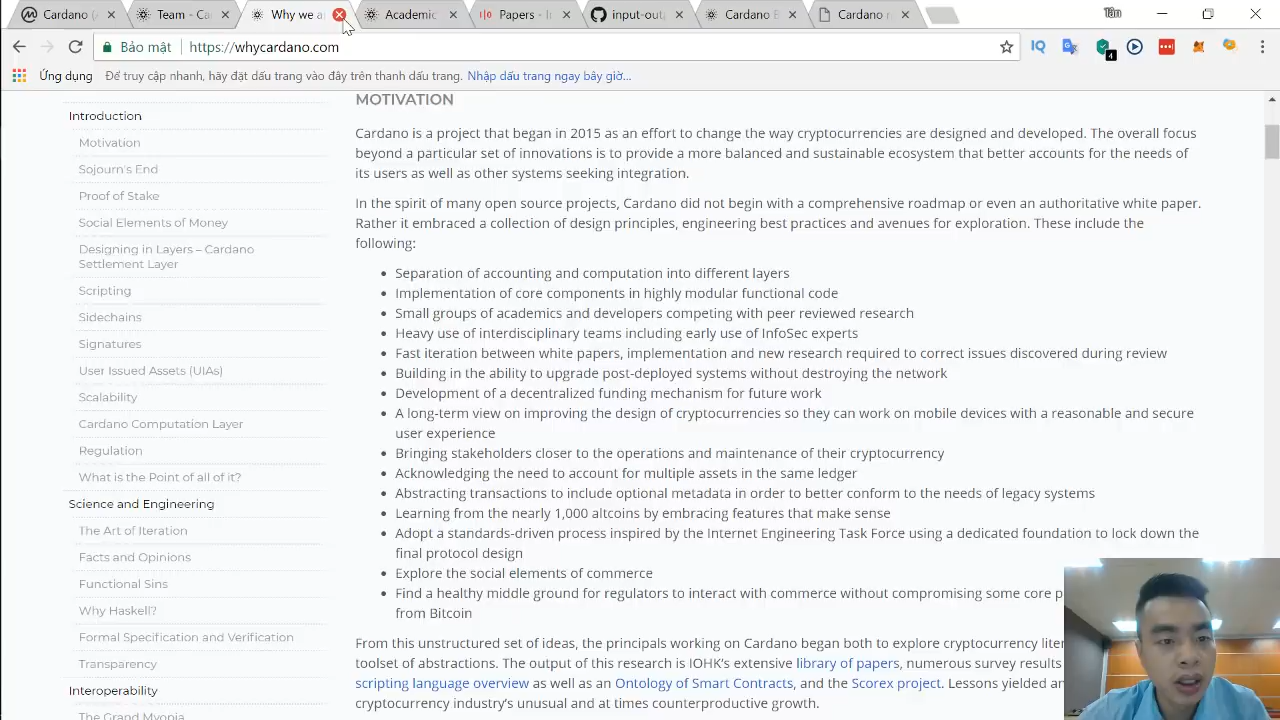 Cardano (
Team - Ca
Why we a
Academic
Papers - I
input-outp
Cardano E
Cardano r
Tân
Bảo mật
https://whycardano.com
IQ
4
Ứng dụng
Để truy cập nhanh, hãy đặt dấu trang vào đây trên thanh dấu trang.
Nhập dấu trang ngay bây giờ...
Introduction
Motivation
Sojourn's End
Proof of Stake
Social Elements of Money
Designing in Layers – Cardano
Settlement Layer
Scripting
Sidechains
Signatures
User Issued Assets (UIAs)
Scalability
Cardano Computation Layer
Regulation
What is the Point of all of it?
Science and Engineering
The Art of Iteration
Facts and Opinions
Functional Sins
Why Haskell?
Formal Specification and Verification
Transparency
Interoperability
The Grand Myopia
MOTIVATION
Cardano is a project that began in 2015 as an effort to change the way cryptocurrencies are designed and developed. The overall focus
beyond a particular set of innovations is to provide a more balanced and sustainable ecosystem that better accounts for the needs of
its users as well as other systems seeking integration.
In the spirit of many open source projects, Cardano did not begin with a comprehensive roadmap or even an authoritative white paper.
Rather it embraced a collection of design principles, engineering best practices and avenues for exploration. These include the
following:
Separation of accounting and computation into different layers
Implementation of core components in highly modular functional code
Small groups of academics and developers competing with peer reviewed research
Heavy use of interdisciplinary teams including early use of InfoSec experts
Fast iteration between white papers, implementation and new research required to correct issues discovered during review
Building in the ability to upgrade post-deployed systems without destroying the network
Development of a decentralized funding mechanism for future work
A long-term view on improving the design of cryptocurrencies so they can work on mobile devices with a reasonable and secure
user experience
Bringing stakeholders closer to the operations and maintenance of their cryptocurrency
Acknowledging the need to account for multiple assets in the same ledger
Abstracting transactions to include optional metadata in order to better conform to the needs of legacy systems
Learning from the nearly 1,000 altcoins by embracing features that make sense
Adopt a standards-driven process inspired by the Internet Engineering Task Force using a dedicated foundation to lock down the
final protocol design
Explore the social elements of commerce
Find a healthy middle ground for regulators to interact with commerce without compromising some core p
from Bitcoin
From this unstructured set of ideas, the principals working on Cardano began both to explore cryptocurrency liter
toolset of abstractions. The output of this research is IOHK's extensive library of papers, numerous survey results
scripting language overview as well as an Ontology of Smart Contracts, and the Scorex project. Lessons yielded an
cryptocurrency industry's unusual and at times counterproductive growth.